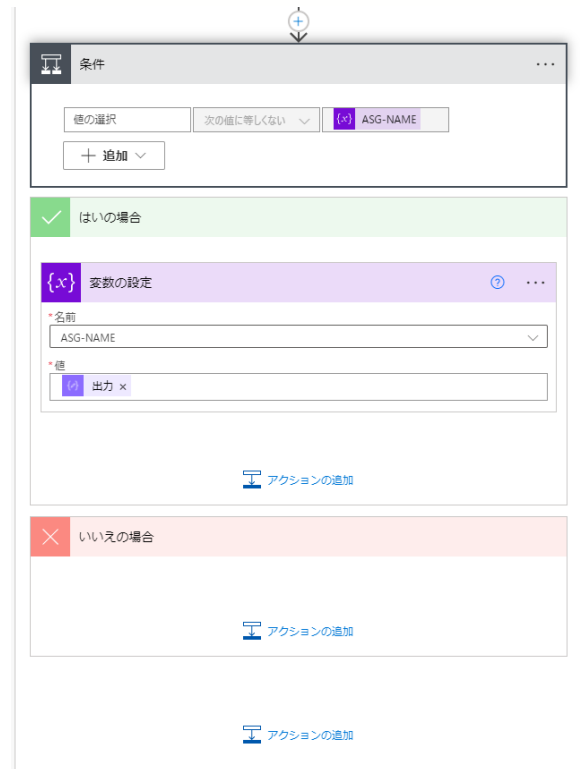 条件
...
値の選択 次の値に等しくない {x} ASG-NAME
+ 追加
はいの場合
{x} 変数の設定 ? ...
*名前
ASG-NAME
*値
出力 ×
アクションの追加
いいえの場合
アクションの追加
アクションの追加